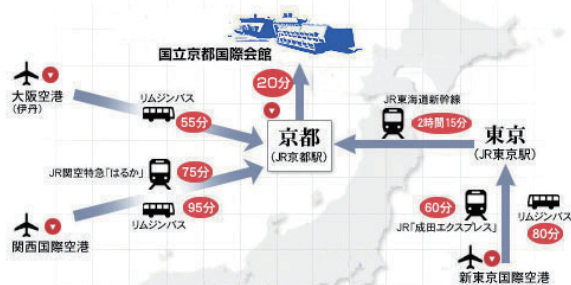 国立京都国際会館
20分
大阪空港
(伊丹)
リムジンバス
55分
JR東海道新幹線
2時間15分
京都
(JR京都駅)
東京
(JR東京駅)
JR関空特急「はるか」
75分
95分
リムジンバス
関西国際空港
60分
JR「成田エクスプレス」
リムジンバス
80分
新東京国際空港